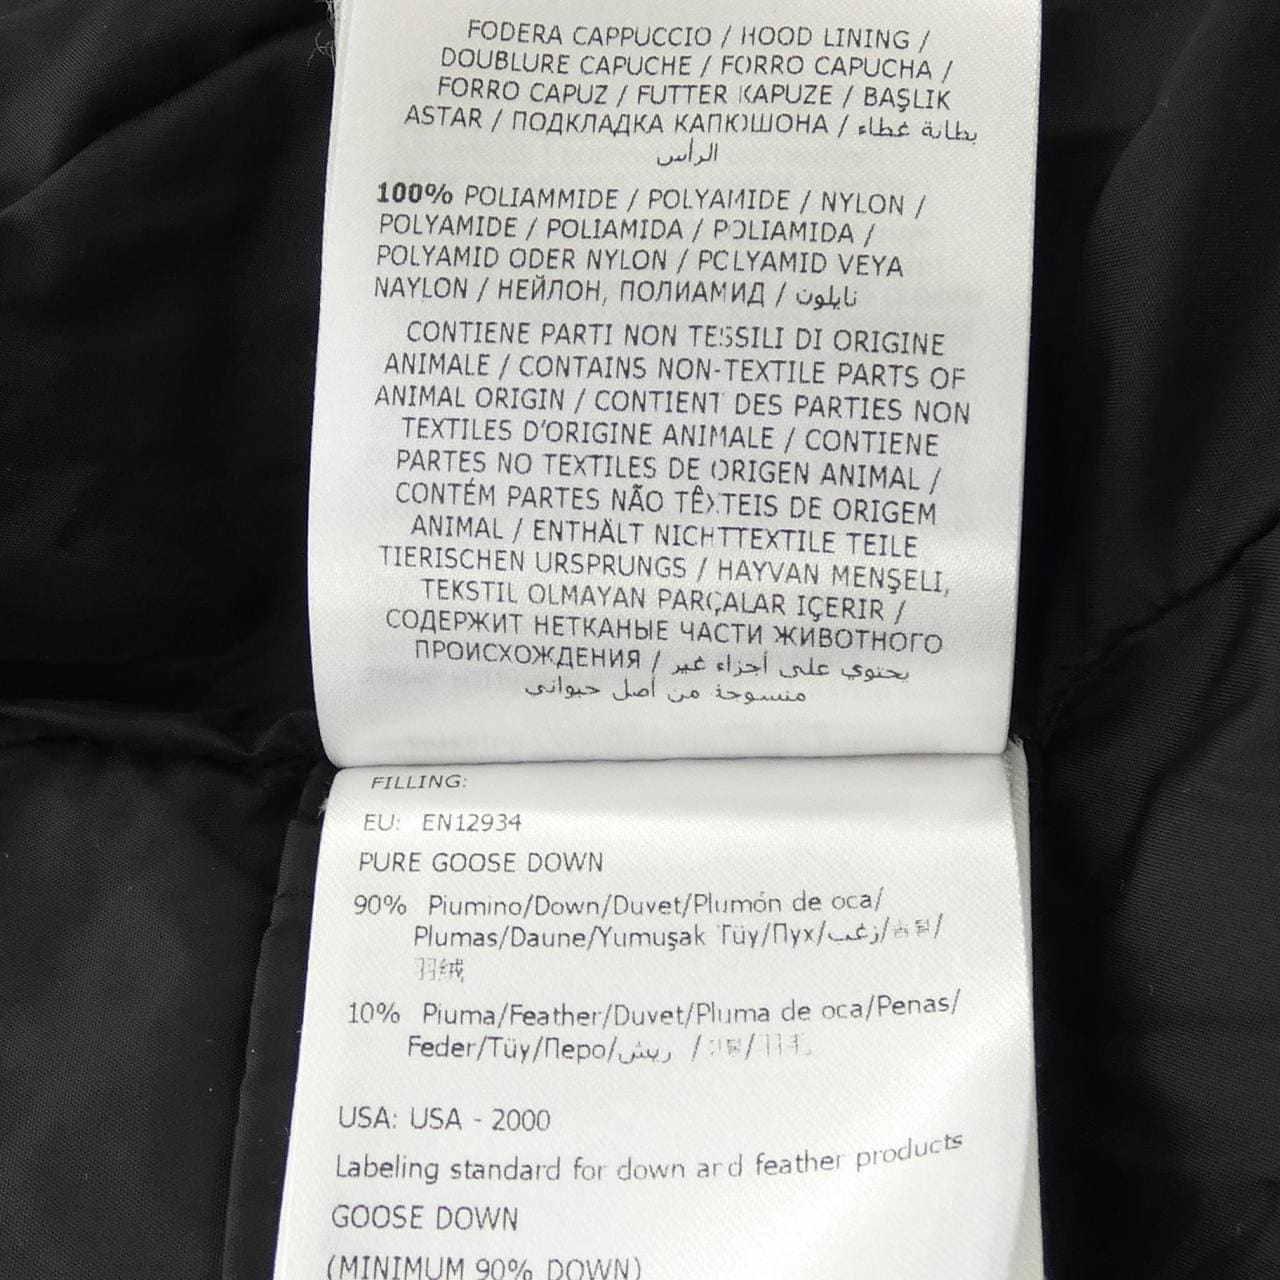 FODERA CAPPUCCIO / HOOD LINING /
DOUBLURE CAPUCHE / FORRO CAPUCHA /
FORRO CAPUZ / FUTTER KAPUZE / BAŞLIK
ASTAR / ПОДКЛАДКА КАПЮШОНА / بطانة غطاء
الرأس
100% POLIAMMIDE / POLYAMIDE / NYLON /
POLYAMIDE / POLIAMIDA / POLIAMIDA /
POLYAMID ODER NYLON / POLYAMID VEYA
NAYLON / НЕЙЛОН, ПОЛИАМИД / نايلون
CONTIENE PARTI NON TESSILI DI ORIGINE
ANIMALE / CONTAINS NON-TEXTILE PARTS OF
ANIMAL ORIGIN / CONTIENT DES PARTIES NON
TEXTILES D'ORIGINE ANIMALE / CONTIENE
PARTES NO TEXTILES DE ORIGEN ANIMAL /
CONTÉM PARTES NÃO TÊXTEIS DE ORIGEM
ANIMAL / ENTHÄLT NICHTTEXTILE TEILE
TIERISCHEN URSPRUNGS / HAYVAN MENŞELİ,
TEKSTIL OLMAYAN PARÇALAR IÇERIR /
СОДЕРЖИТ НЕТКАНЫЕ ЧАСТИ ЖИВОТНОГО
ПРОИСХОЖДЕНИЯ / يحتوي على أجزاء غير
منسوجة من أصل حيواني
FILLING:
EU: EN12934
PURE GOOSE DOWN
90% Piumino/Down/Duvet/Plumón de oca/
Plumas/Daune/Yumuşak Tüy/Пух/زغب/
羽绒
10% Piuma/Feather/Duvet/Pluma de oca/Penas/
Feder/Tüy/Перо/ريش / /羽毛
USA: USA - 2000
Labeling standard for down and feather products
GOOSE DOWN
(MINIMUM 90% DOWN)